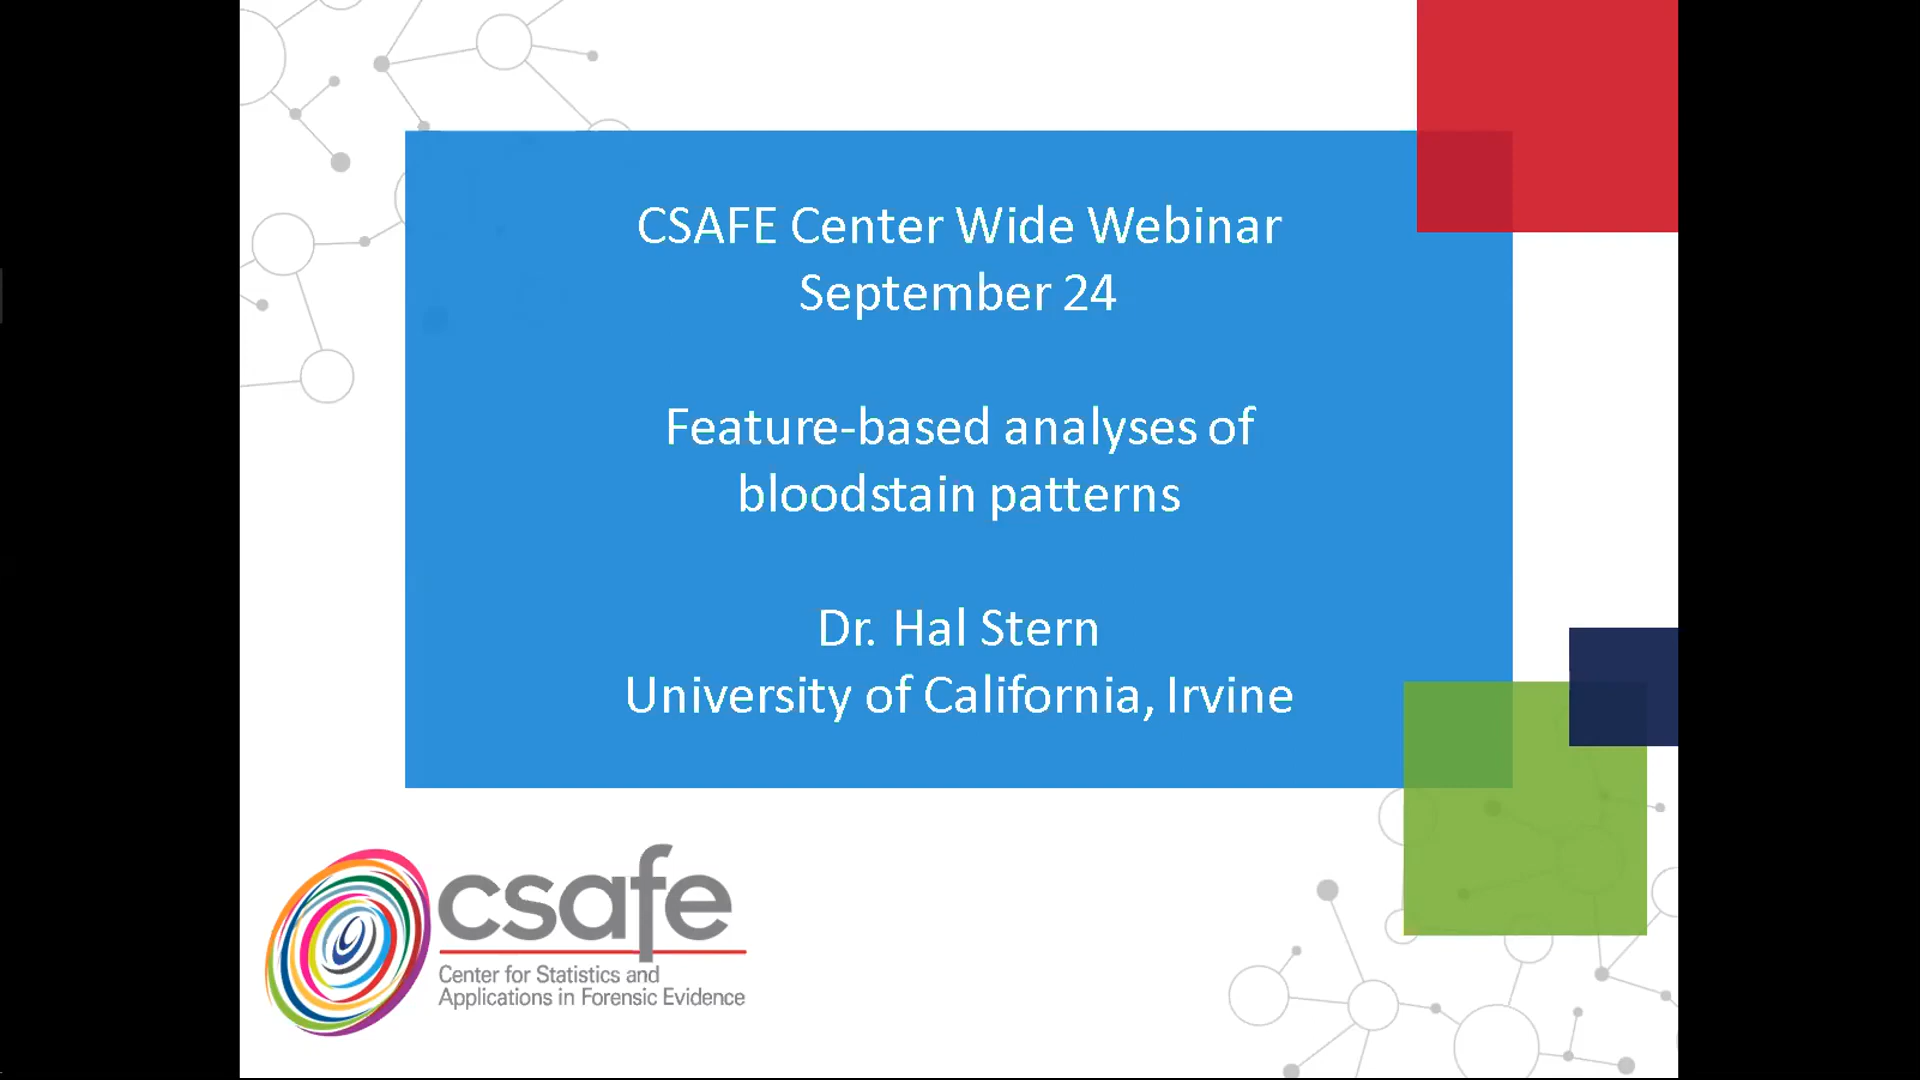 CSAFE Center Wide Webinar
September 24
Feature-based analyses of
bloodstain patterns
Dr. Hal Stern
University of California, Irvine
csafe
Center for Statistics and
Applications in Forensic Evidence